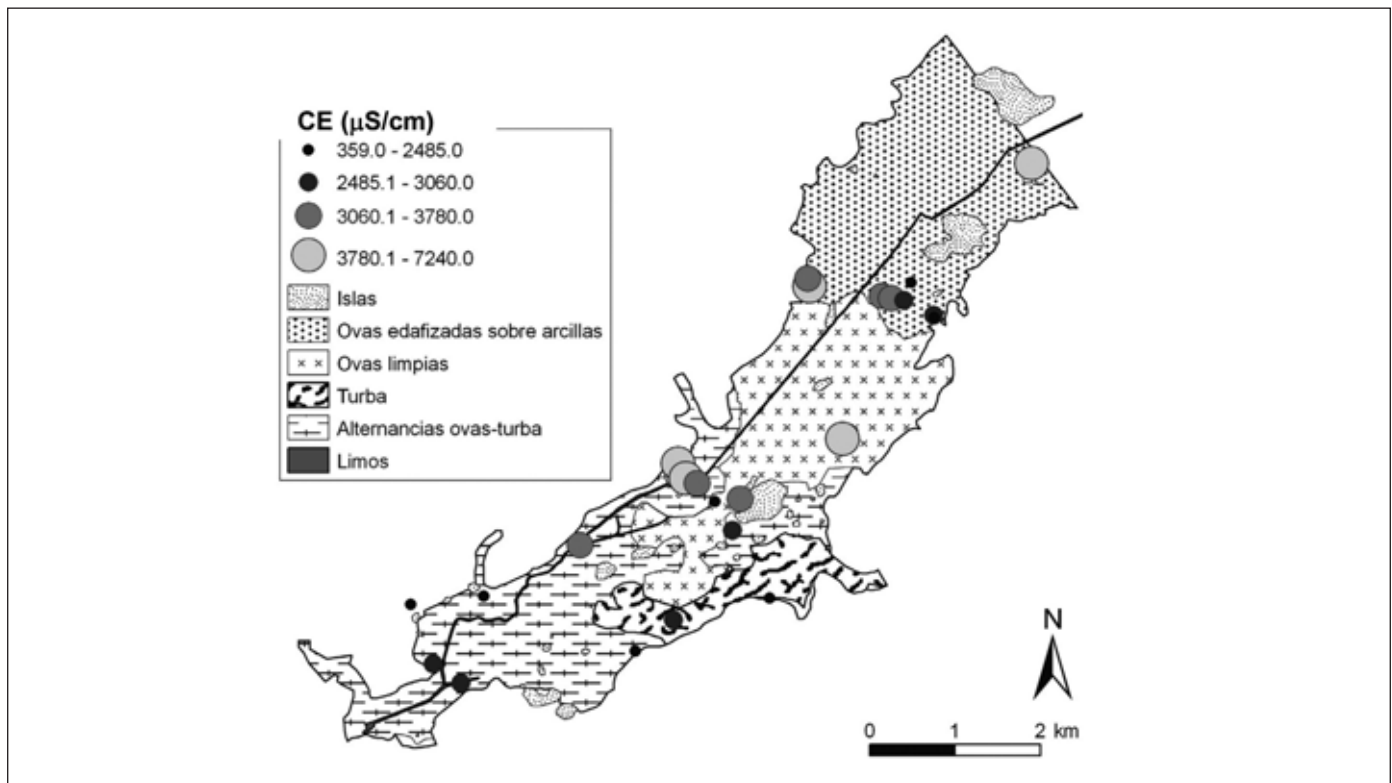 CE (μS/cm)
359.0 - 2485.0
2485.1 - 3060.0
3060.1 - 3780.0
3780.1 - 7240.0
Islas
Ovas edafizadas sobre arcillas
Ovas limpias
Turba
Alternancias ovas-turba
Limos
N
0 1 2 km